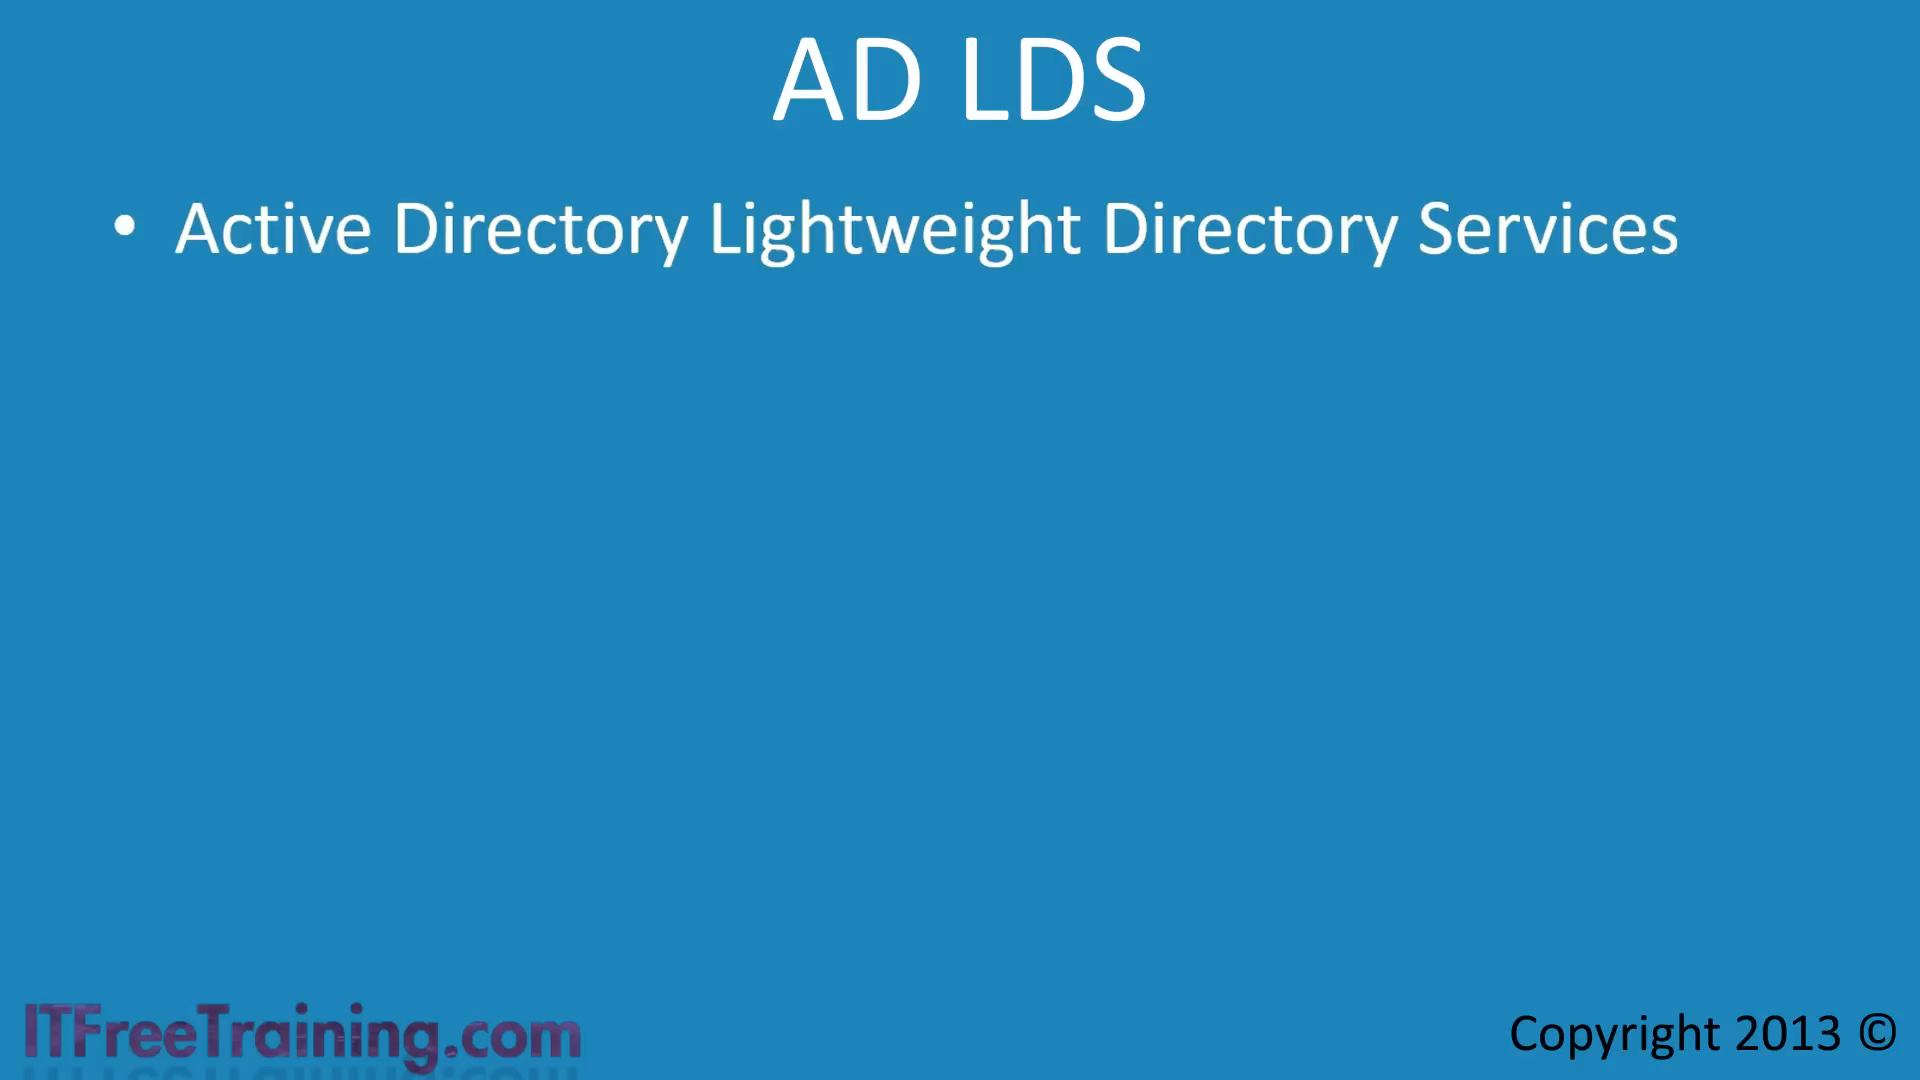 AD LDS
• Active Directory Lightweight Directory Services
ITFreeTraining.com
Copyright 2013 ©